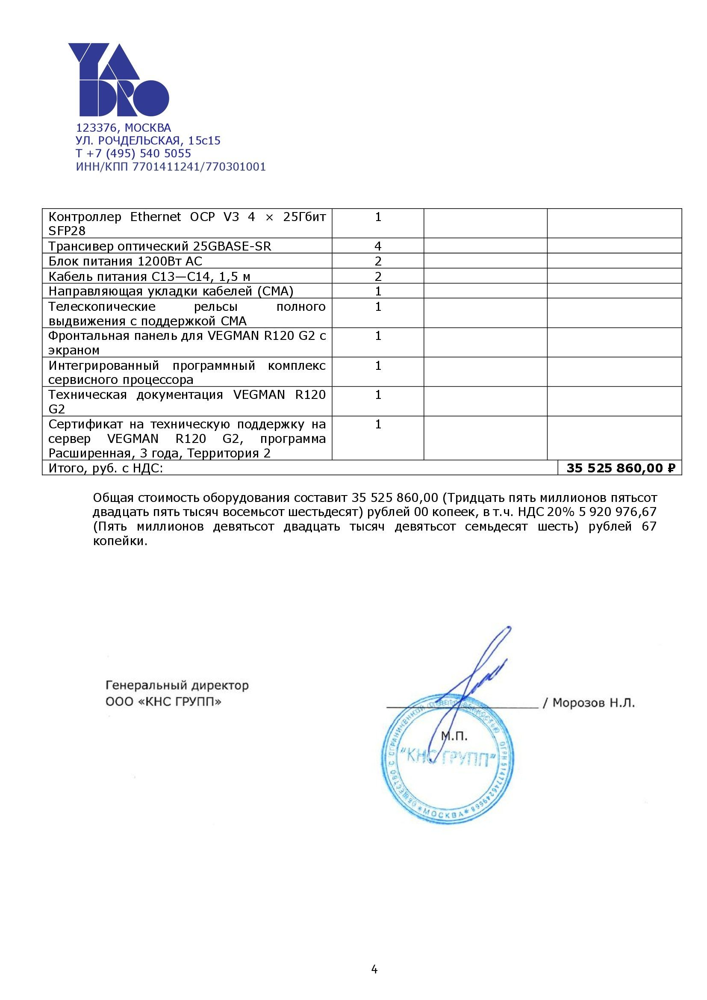 YADRO
123376, МОСКВА
УЛ. РОЧДЕЛЬСКАЯ, 15с15
Т +7 (495) 540 5055
ИНН/КПП 7701411241/770301001
Контроллер Ethernet OCP V3 4 × 25Гбит 1
SFP28
Трансивер оптический 25GBASE-SR 4
Блок питания 1200Вт AC 2
Кабель питания C13—C14, 1,5 м 2
Направляющая укладки кабелей (CMA) 1
Телескопические рельсы полного 1
выдвижения с поддержкой CMA
Фронтальная панель для VEGMAN R120 G2 с 1
экраном
Интегрированный программный комплекс 1
сервисного процессора
Техническая документация VEGMAN R120 1
G2
Сертификат на техническую поддержку на 1
сервер VEGMAN R120 G2, программа
Расширенная, 3 года, Территория 2
Итого, руб. с НДС: 35 525 860,00 ₽
Общая стоимость оборудования составит 35 525 860,00 (Тридцать пять миллионов пятьсот
двадцать пять тысяч восемьсот шестьдесят) рублей 00 копеек, в т.ч. НДС 20% 5 920 976,67
(Пять миллионов девятьсот двадцать тысяч девятьсот семьдесят шесть) рублей 67
копейки.
Генеральный директор
ООО «КНС ГРУПП»
/ Морозов Н.Л.
М.П.
"КНС ГРУПП"
ОБЩЕСТВО С ОГРАНИЧЕННОЙ ОТВЕТСТВЕННОСТЬЮ ОГРН 5147746249668
* МОСКВА *
4